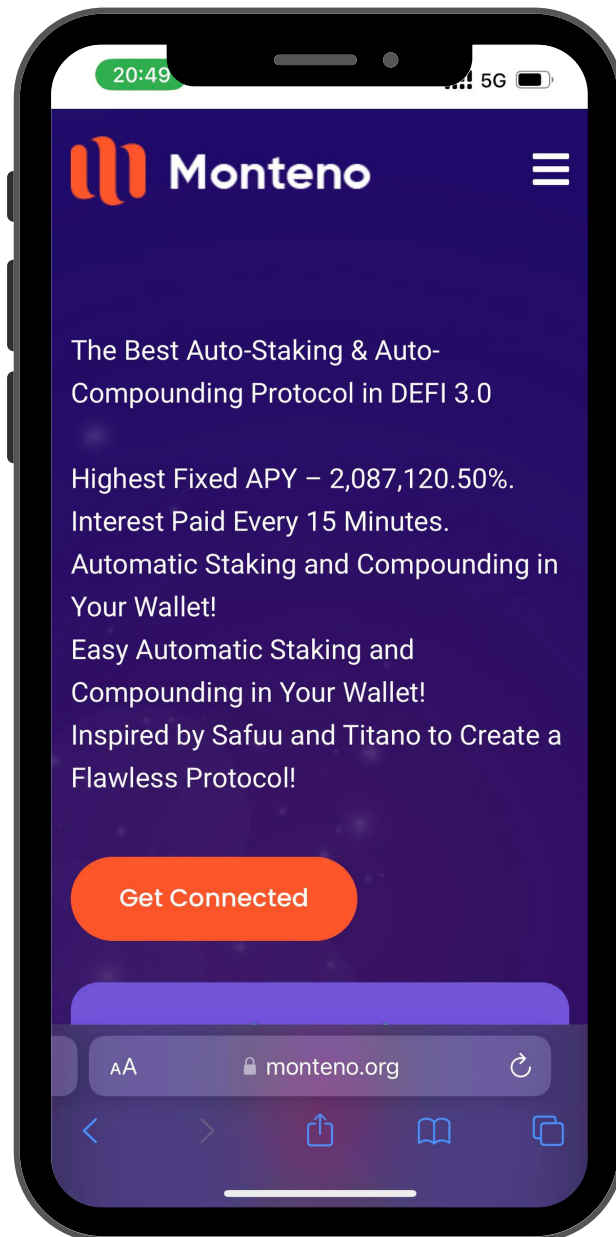 20:49
5G
Monteno
The Best Auto-Staking & Auto-
Compounding Protocol in DEFI 3.0
Highest Fixed APY – 2,087,120.50%.
Interest Paid Every 15 Minutes.
Automatic Staking and Compounding in
Your Wallet!
Easy Automatic Staking and
Compounding in Your Wallet!
Inspired by Safuu and Titano to Create a
Flawless Protocol!
Get Connected
AA
monteno.org